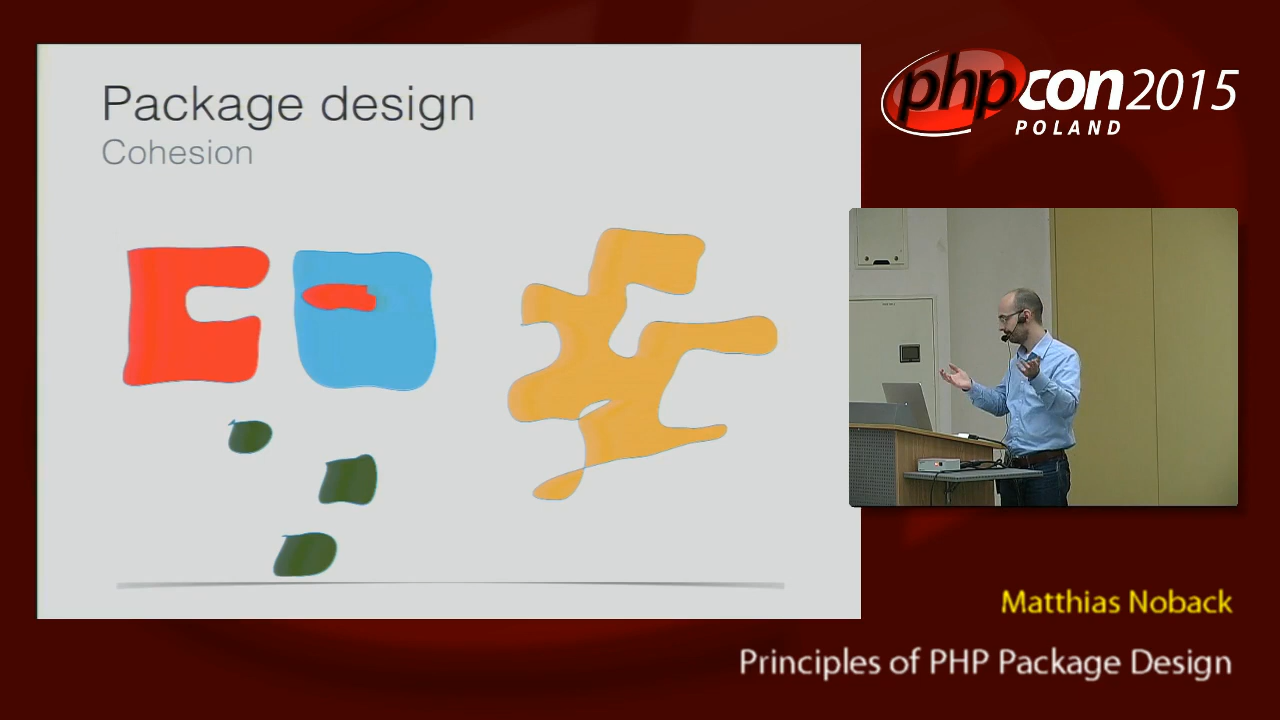 Package design
Cohesion
phpcon2015
POLAND
Matthias Noback
Principles of PHP Package Design